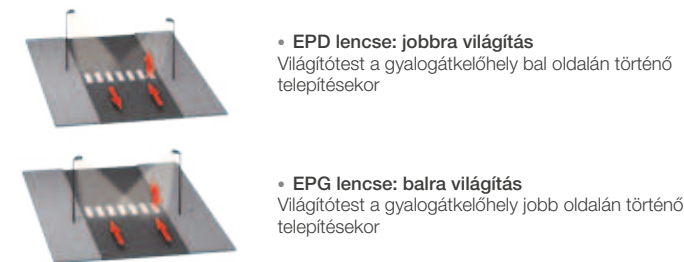 • EPD lencse: jobbra világítás
Világítótest a gyalogátkelőhely bal oldalán történő
telepítésekor
• EPG lencse: balra világítás
Világítótest a gyalogátkelőhely jobb oldalán történő
telepítésekor